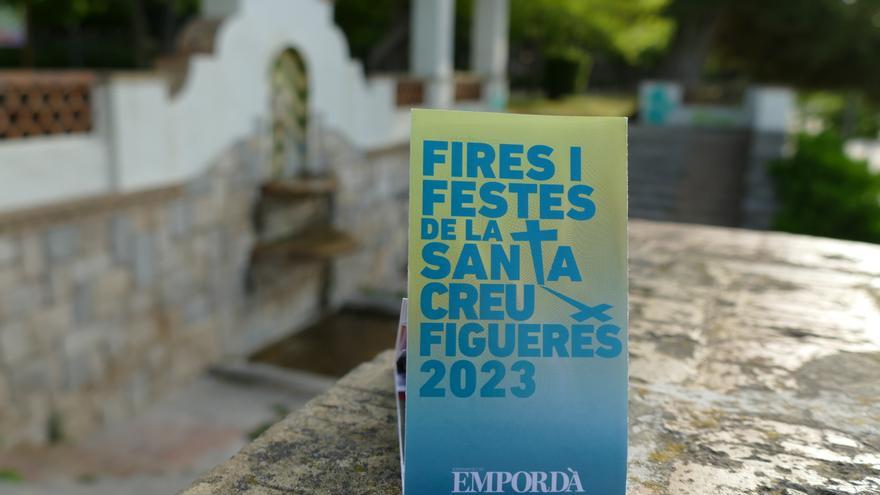 FIRES I
FESTES
DE LA
SANTA
CREU
FIGUERES
2023
EMPORDÀ